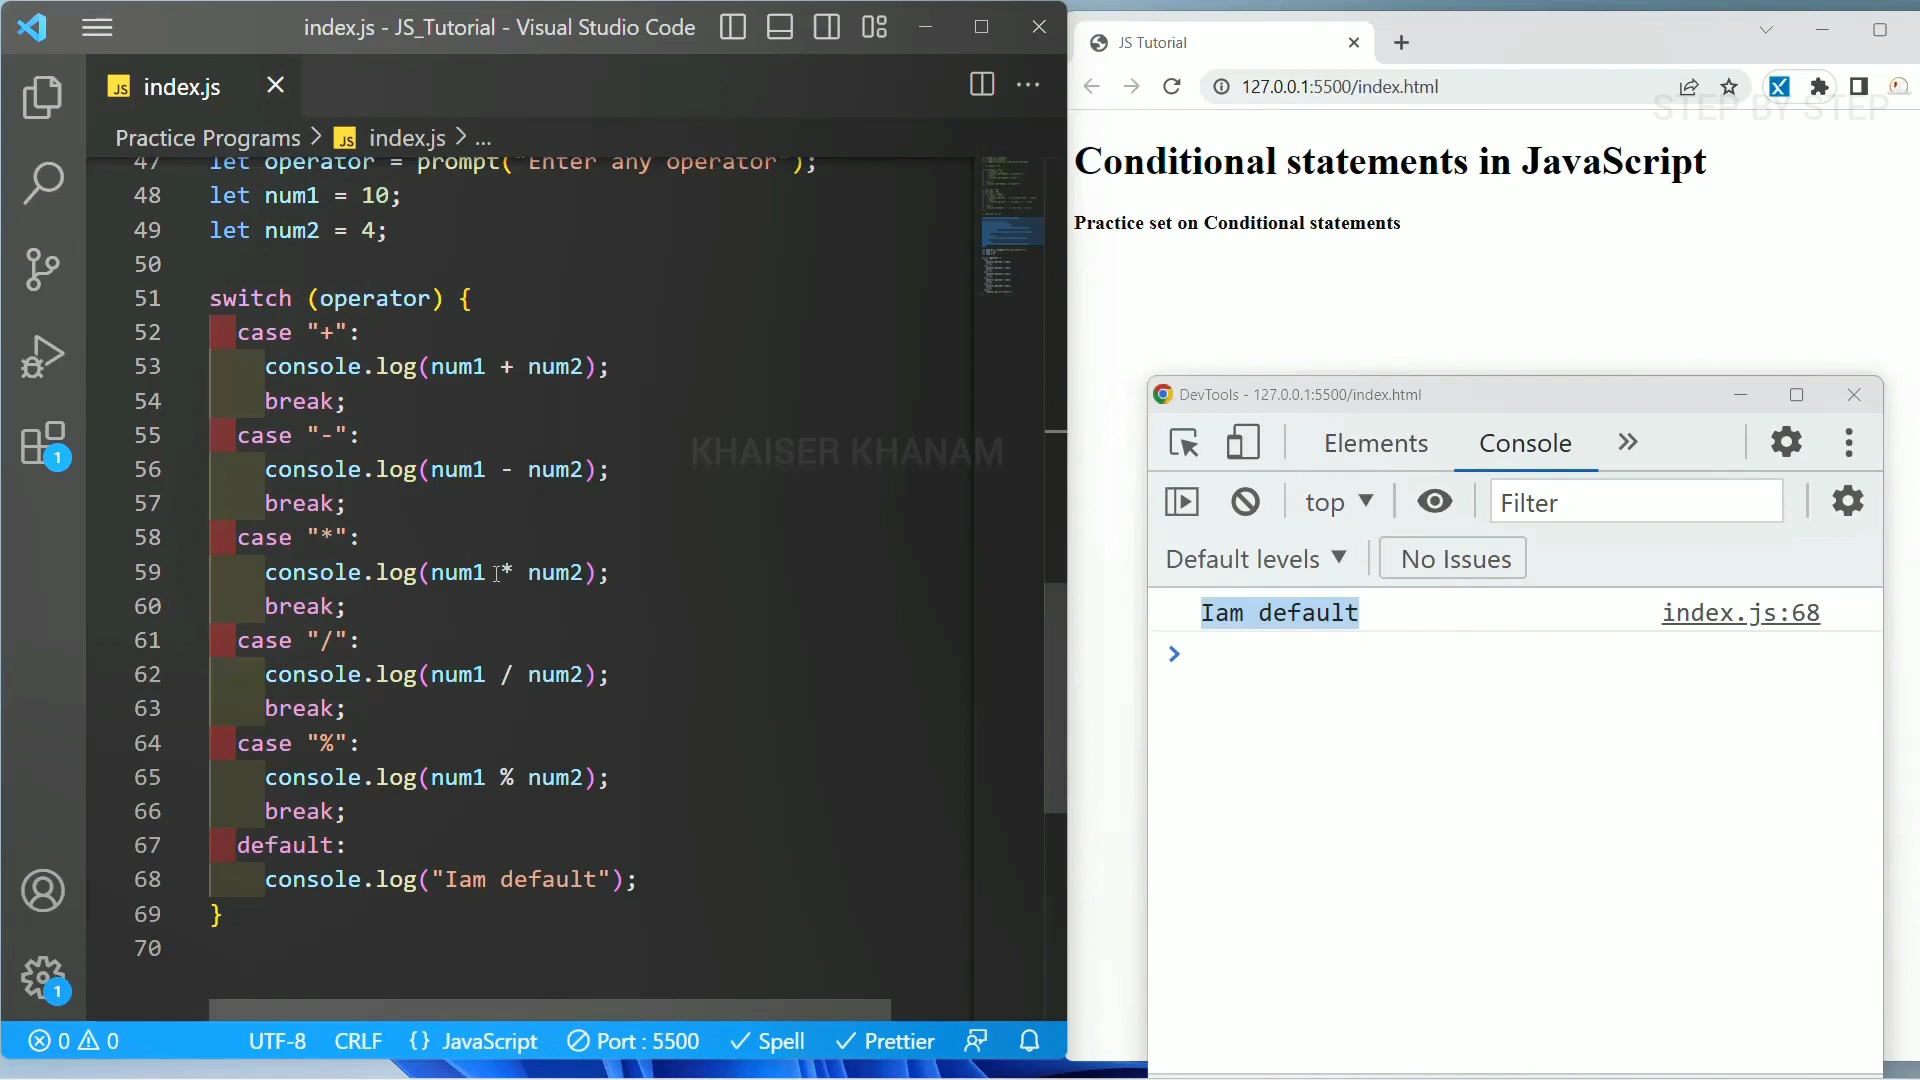 index.js - JS_Tutorial - Visual Studio Code
JS index.js
Practice Programs > JS index.js > ...
47 let operator = prompt("Enter any operator");
48 let num1 = 10;
49 let num2 = 4;
50
51 switch (operator) {
52 case "+":
53 console.log(num1 + num2);
54 break;
55 case "-":
56 console.log(num1 - num2);
57 break;
58 case "*":
59 console.log(num1 * num2);
60 break;
61 case "/":
62 console.log(num1 / num2);
63 break;
64 case "%":
65 console.log(num1 % num2);
66 break;
67 default:
68 console.log("Iam default");
69 }
70
KHAISER KHANAM
1
1
0 0 UTF-8 CRLF {} JavaScript Port : 5500 Spell Prettier
JS Tutorial
127.0.0.1:5500/index.html
STEP BY STEP
Conditional statements in JavaScript
Practice set on Conditional statements
DevTools - 127.0.0.1:5500/index.html
Elements Console
top Filter
Default levels No Issues
Iam default index.js:68